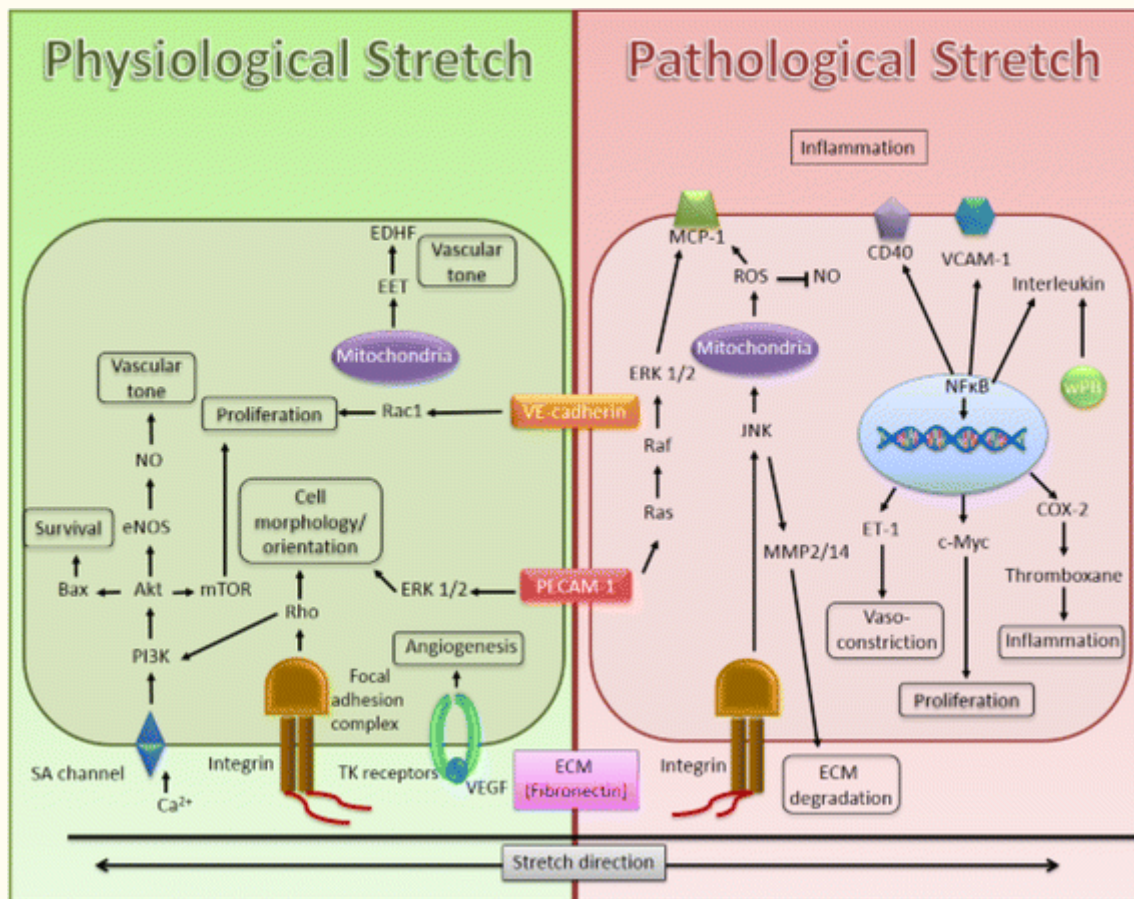 Physiological Stretch
EDHF
Vascular
tone
EET
Mitochondria
Vascular
tone
Proliferation
Rac1
VE-cadherin
NO
Cell
morphology/
orientation
Survival
eNOS
Bax
Akt
mTOR
ERK 1/2
PECAM-1
Rho
PI3K
Angiogenesis
Focal
adhesion
complex
SA channel
Integrin
TK receptors
VEGF
Ca2+
ECM
(Fibronectin)
Pathological Stretch
Inflammation
MCP-1
CD40
VCAM-1
ROS
NO
Interleukin
Mitochondria
ERK 1/2
NFκB
wPB
JNK
Raf
Ras
COX-2
ET-1
c-Myc
MMP2/14
Thromboxane
Vaso-
constriction
Inflammation
Proliferation
Integrin
ECM
degradation
Stretch direction